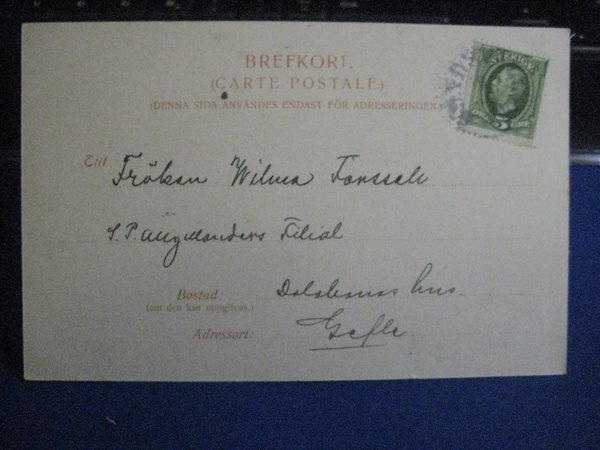 BREFKORT.
(CARTE POSTALE)
(DENNA SIDA ANVÄNDES ENDAST FÖR ADRESSERINGEN
SVERIGE
5
Till Fröken Wilma Forssell
S. P. Filial
Bostad:
(om den kan uppgifvas.)
hus
Adressort: Gefle